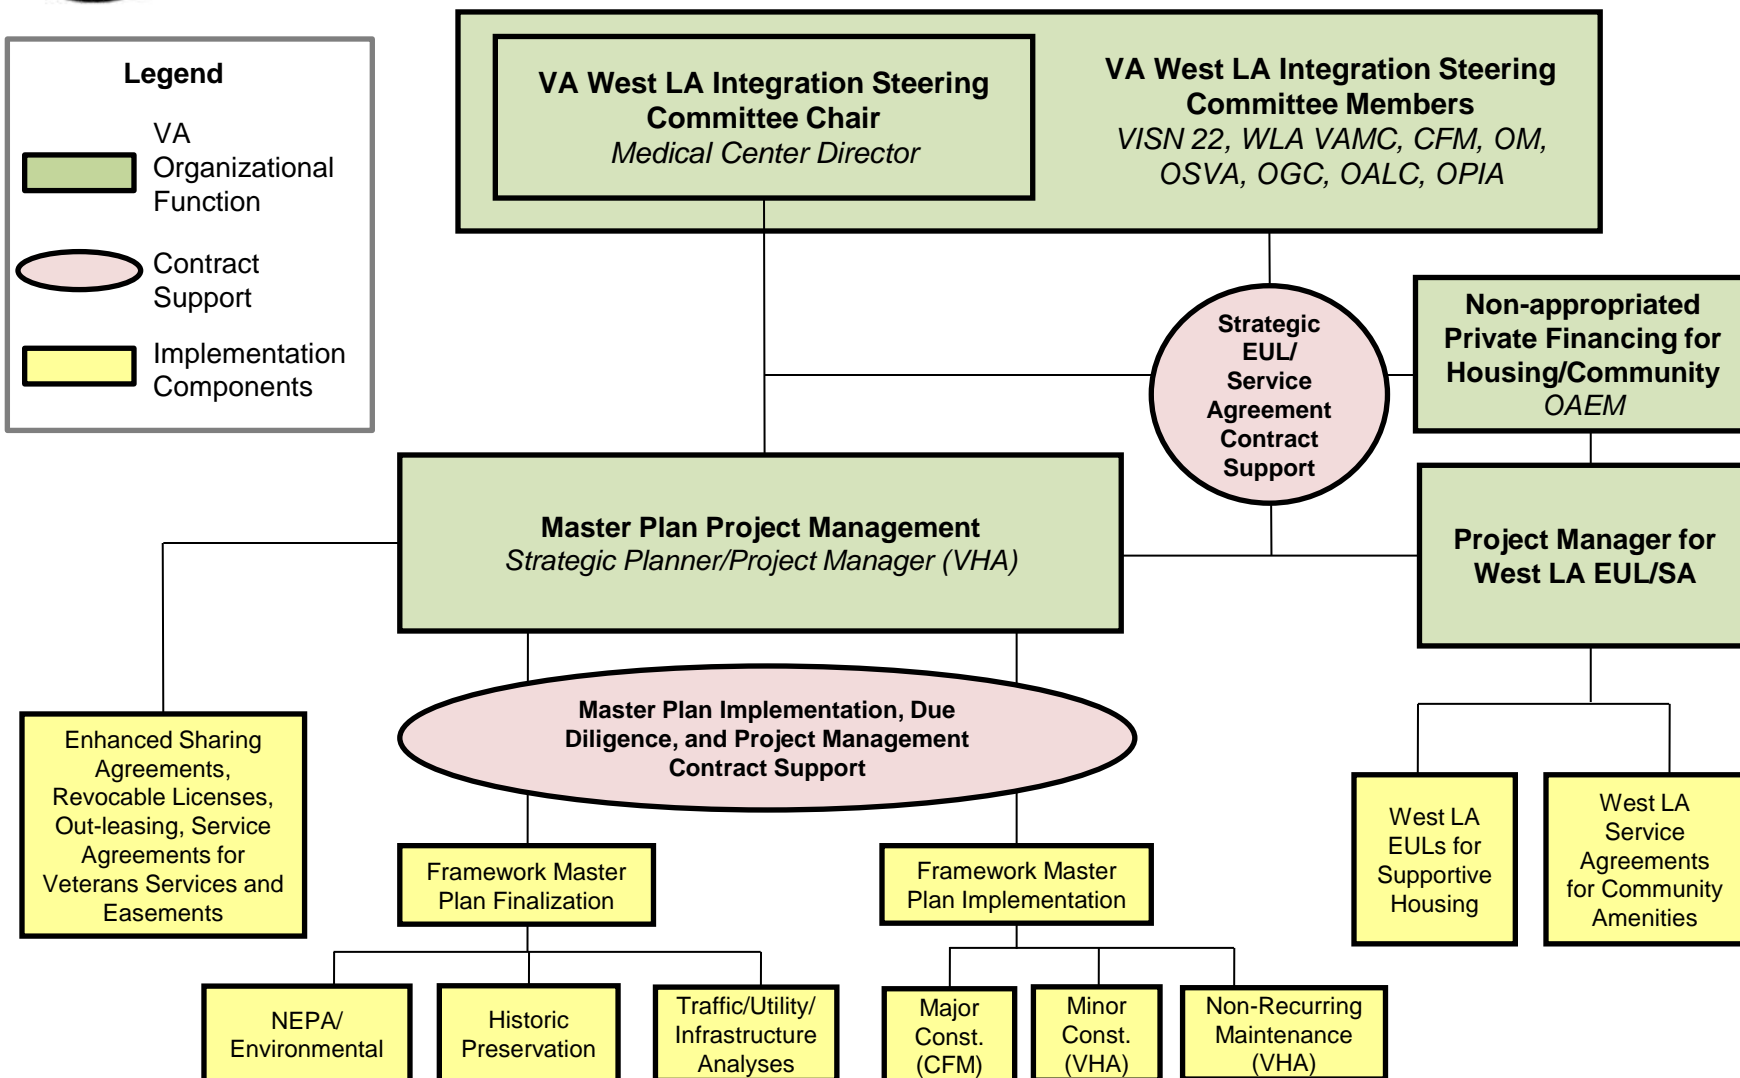 Legend
VA
Organizational
Function
Contract
Support
Implementation
Components
VA West LA Integration Steering
Committee Chair
Medical Center Director
VA West LA Integration Steering
Committee Members
VISN 22, WLA VAMC, CFM, OM,
OSVA, OGC, OALC, OPIA
Strategic
EUL/
Service
Agreement
Contract
Support
Non-appropriated
Private Financing for
Housing/Community
OAEM
Master Plan Project Management
Strategic Planner/Project Manager (VHA)
Project Manager for
West LA EUL/SA
Master Plan Implementation, Due
Diligence, and Project Management
Contract Support
Enhanced Sharing
Agreements,
Revocable Licenses,
Out-leasing, Service
Agreements for
Veterans Services and
Easements
Framework Master
Plan Finalization
Framework Master
Plan Implementation
West LA
EULs for
Supportive
Housing
West LA
Service
Agreements
for Community
Amenities
NEPA/
Environmental
Historic
Preservation
Traffic/Utility/
Infrastructure
Analyses
Major
Const.
(CFM)
Minor
Const.
(VHA)
Non-Recurring
Maintenance
(VHA)